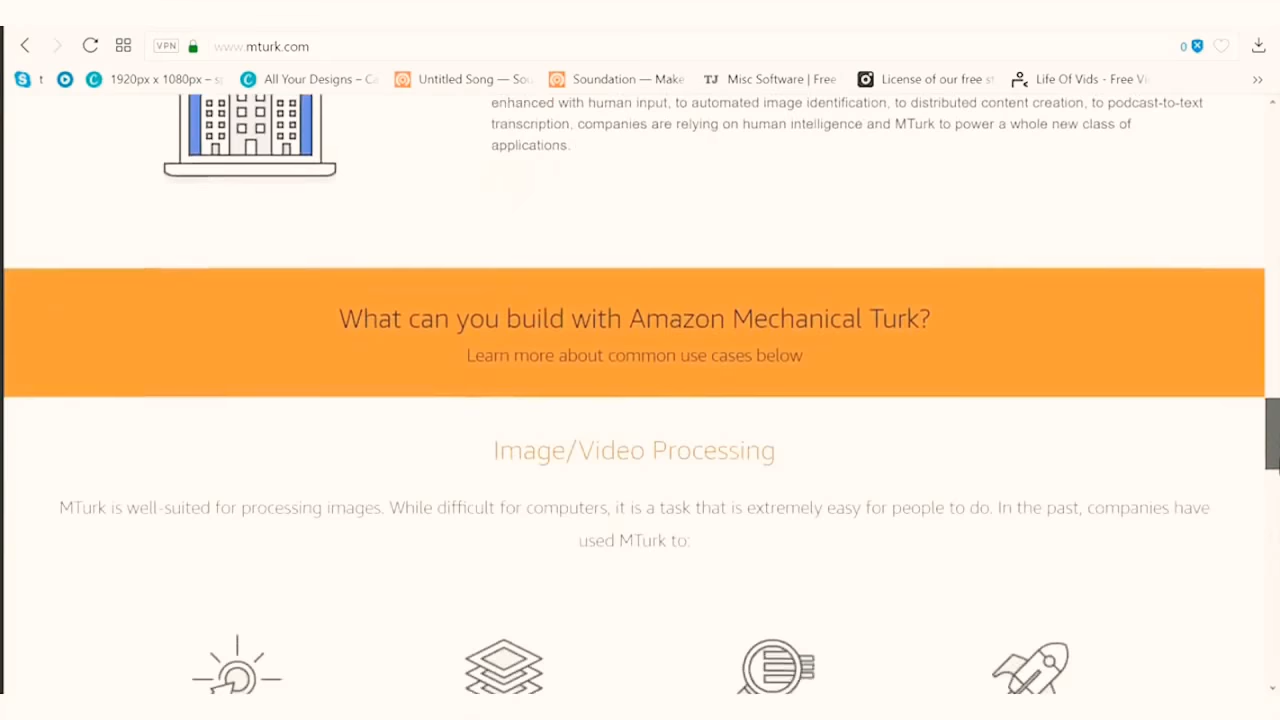 VPN www.mturk.com 0
t 1920px x 1080px – s All Your Designs – Ca Untitled Song — Sou Soundation — Make TJ Misc Software | Free License of our free s Life Of Vids - Free Vi »
enhanced with human input, to automated image identification, to distributed content creation, to podcast-to-text
transcription, companies are relying on human intelligence and MTurk to power a whole new class of
applications.
What can you build with Amazon Mechanical Turk?
Learn more about common use cases below
Image/Video Processing
MTurk is well-suited for processing images. While difficult for computers, it is a task that is extremely easy for people to do. In the past, companies have
used MTurk to: